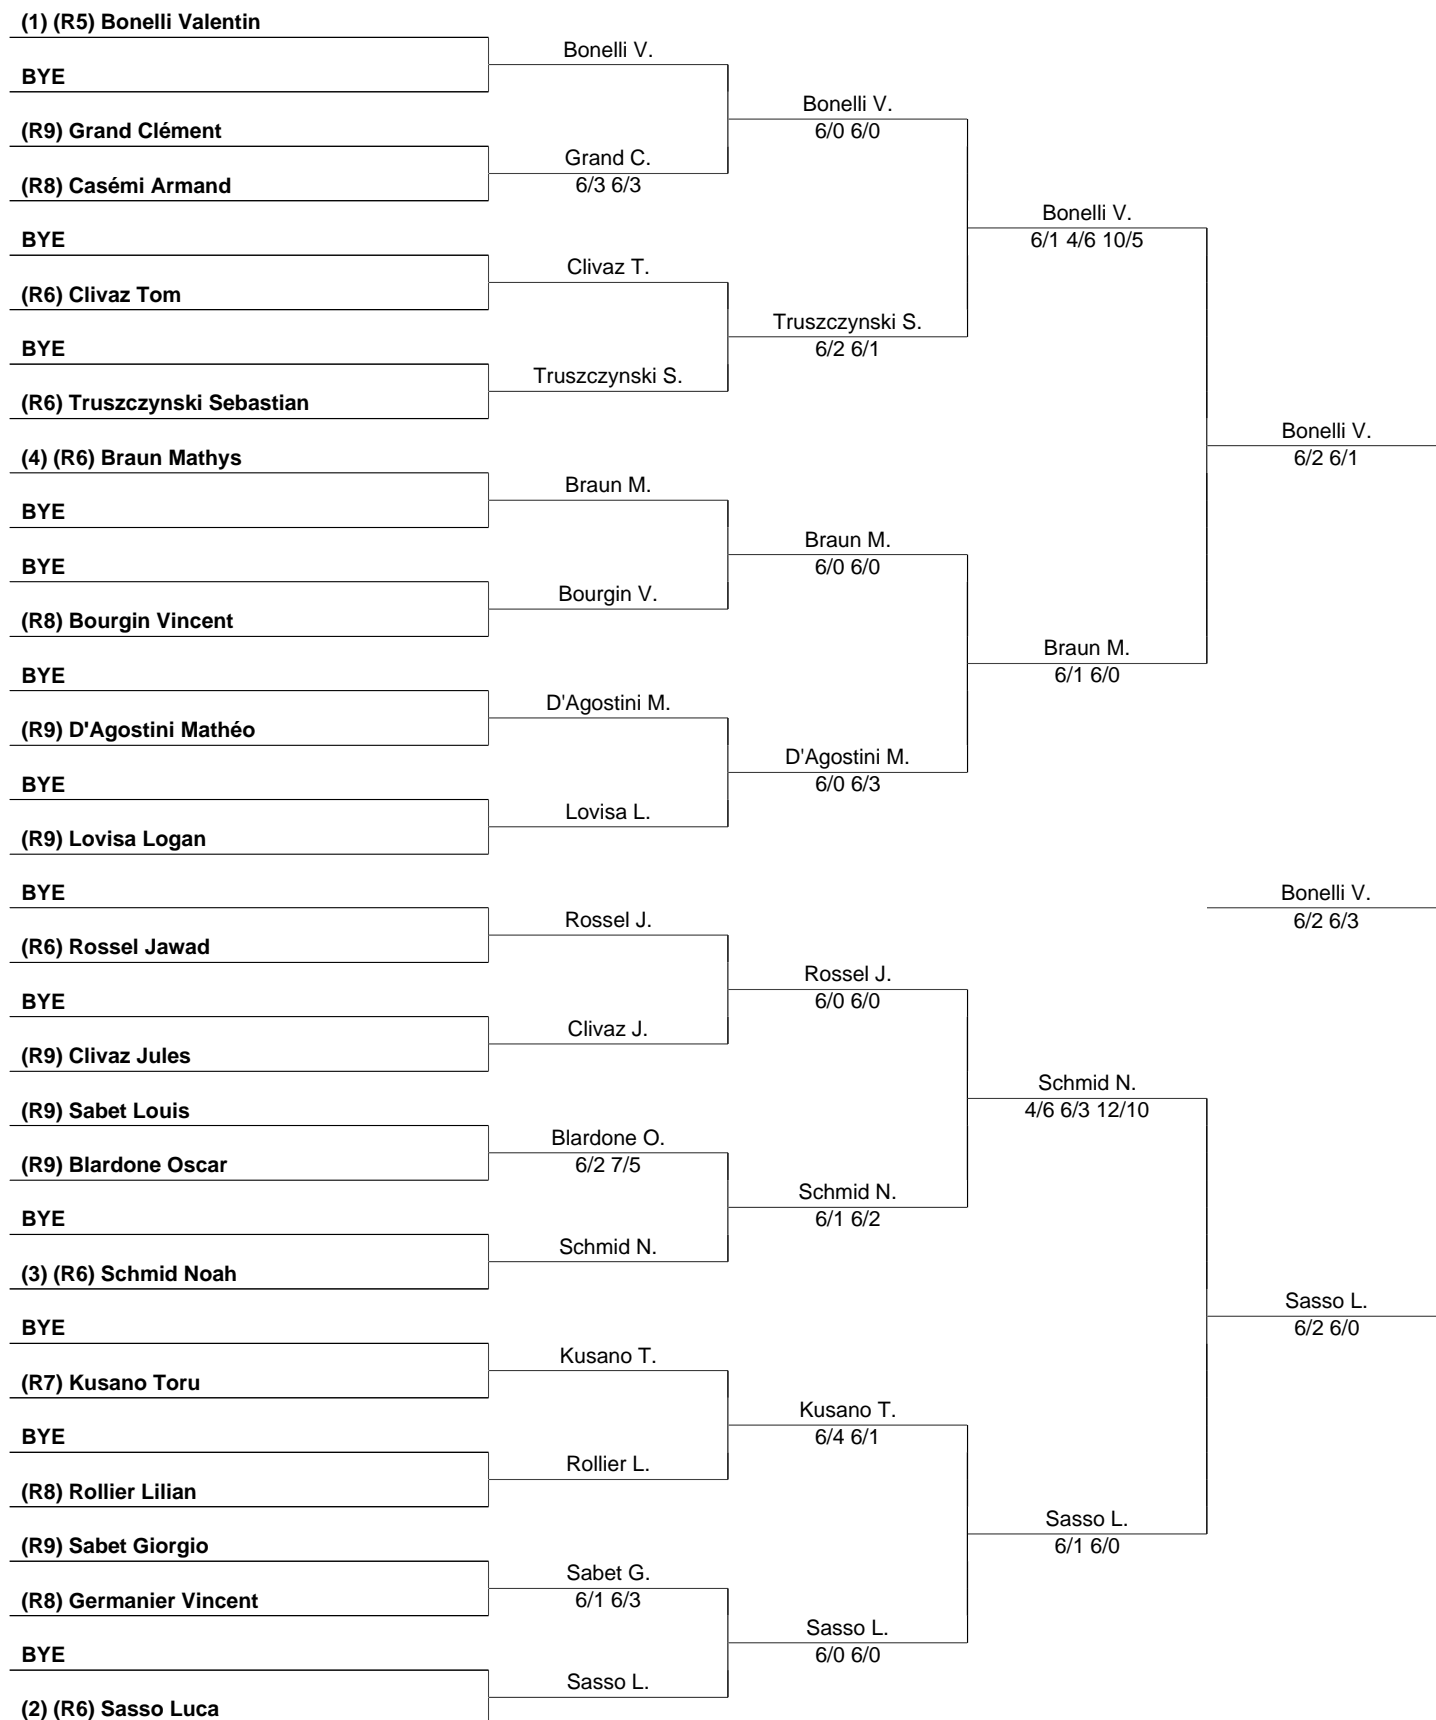 (1) (R5) Bonelli Valentin
Bonelli V.
BYE
Bonelli V.
6/0 6/0
(R9) Grand Clément
Grand C.
6/3 6/3
(R8) Casémi Armand
Bonelli V.
6/1 4/6 10/5
BYE
Clivaz T.
(R6) Clivaz Tom
Truszczynski S.
6/2 6/1
BYE
Truszczynski S.
(R6) Truszczynski Sebastian
Bonelli V.
6/2 6/1
(4) (R6) Braun Mathys
Braun M.
BYE
Braun M.
6/0 6/0
BYE
Bourgin V.
(R8) Bourgin Vincent
Braun M.
6/1 6/0
BYE
D'Agostini M.
(R9) D'Agostini Mathéo
D'Agostini M.
6/0 6/3
BYE
Lovisa L.
(R9) Lovisa Logan
BYE
Bonelli V.
6/2 6/3
Rossel J.
(R6) Rossel Jawad
Rossel J.
6/0 6/0
BYE
Clivaz J.
(R9) Clivaz Jules
Schmid N.
4/6 6/3 12/10
(R9) Sabet Louis
Blardone O.
6/2 7/5
(R9) Blardone Oscar
Schmid N.
6/1 6/2
BYE
Schmid N.
(3) (R6) Schmid Noah
Sasso L.
6/2 6/0
BYE
Kusano T.
(R7) Kusano Toru
Kusano T.
6/4 6/1
BYE
Rollier L.
(R8) Rollier Lilian
Sasso L.
6/1 6/0
(R9) Sabet Giorgio
Sabet G.
6/1 6/3
(R8) Germanier Vincent
Sasso L.
6/0 6/0
BYE
Sasso L.
(2) (R6) Sasso Luca